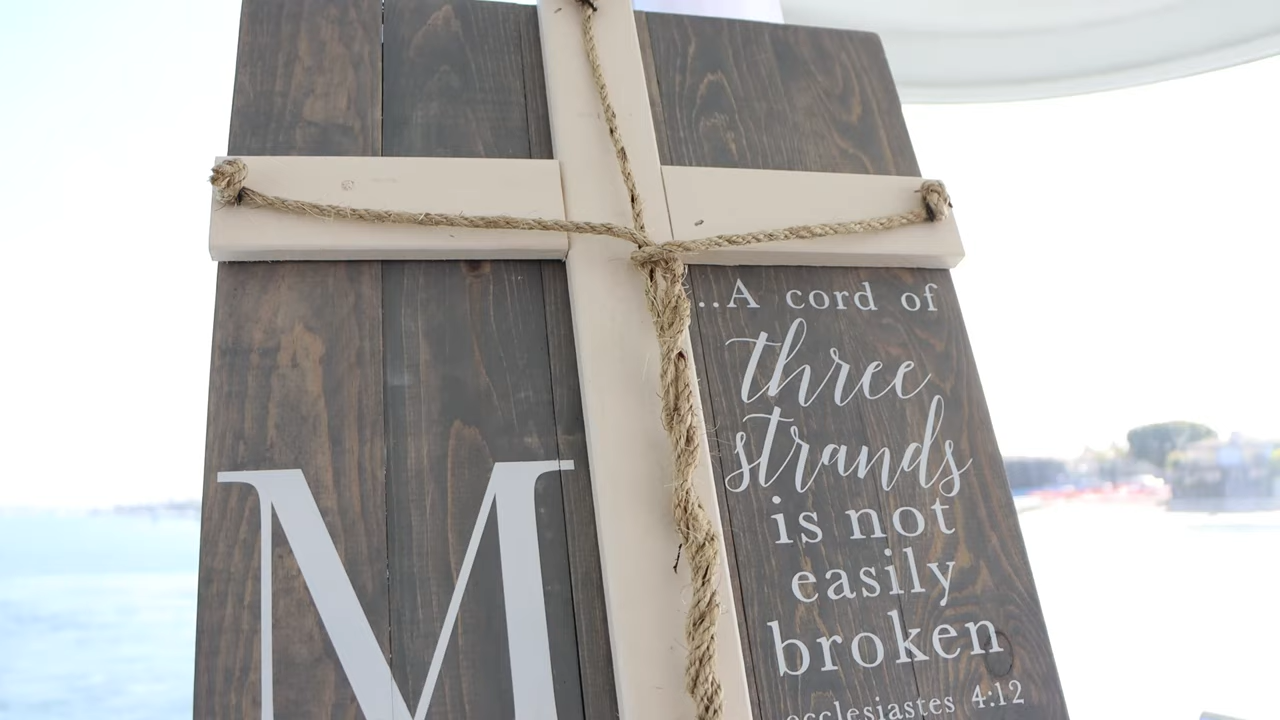 M
...A cord of
three
strands
is not
easily
broken
ecclesiastes 4:12